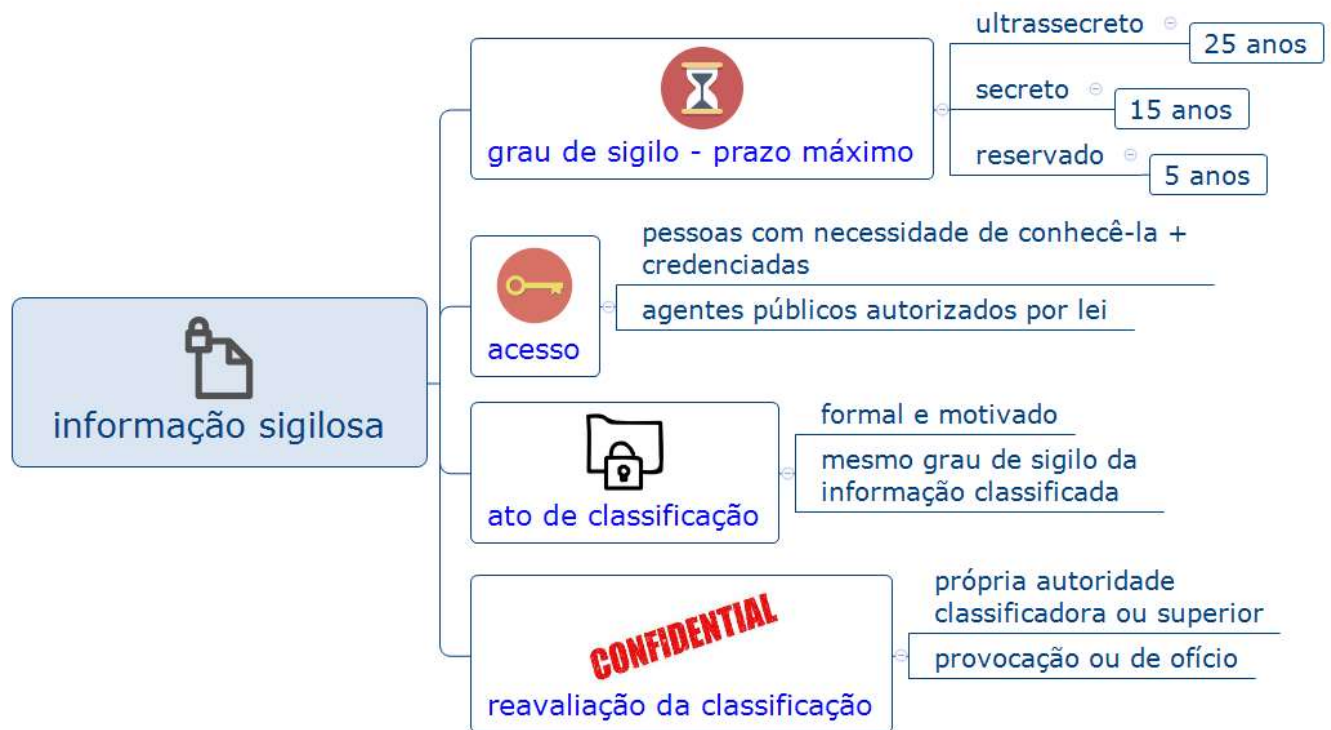 informação sigilosa
grau de sigilo - prazo máximo
ultrassecreto
25 anos
secreto
15 anos
reservado
5 anos
acesso
pessoas com necessidade de conhecê-la +
credenciadas
agentes públicos autorizados por lei
ato de classificação
formal e motivado
mesmo grau de sigilo da
informação classificada
CONFIDENTIAL
reavaliação da classificação
própria autoridade
classificadora ou superior
provocação ou de ofício